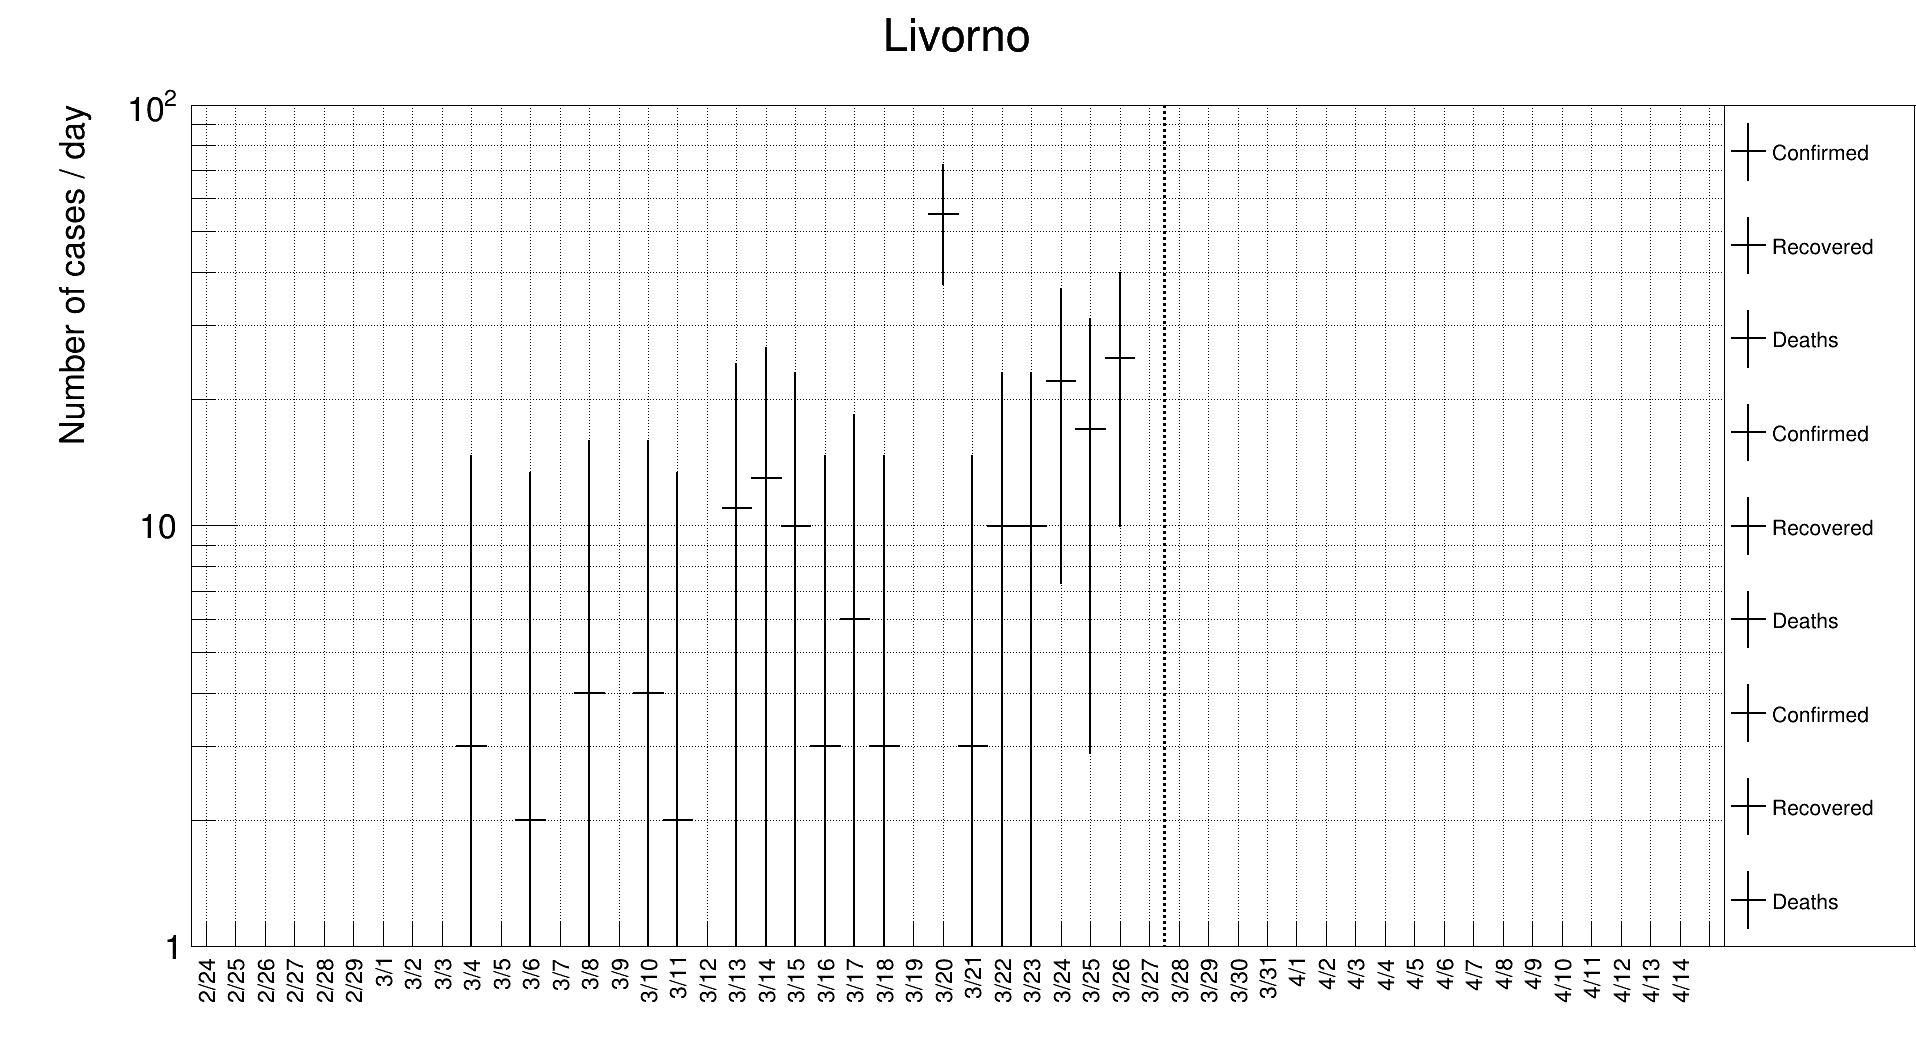 Livorno
Number of cases / day
10²
10
1
2/24 2/25 2/26 2/27 2/28 2/29 3/1 3/2 3/3 3/4 3/5 3/6 3/7 3/8 3/9 3/10 3/11 3/12 3/13 3/14 3/15 3/16 3/17 3/18 3/19 3/20 3/21 3/22 3/23 3/24 3/25 3/26 3/27 3/28 3/29 3/30 3/31 4/1 4/2 4/3 4/4 4/5 4/6 4/7 4/8 4/9 4/10 4/11 4/12 4/13 4/14
Confirmed
Recovered
Deaths
Confirmed
Recovered
Deaths
Confirmed
Recovered
Deaths